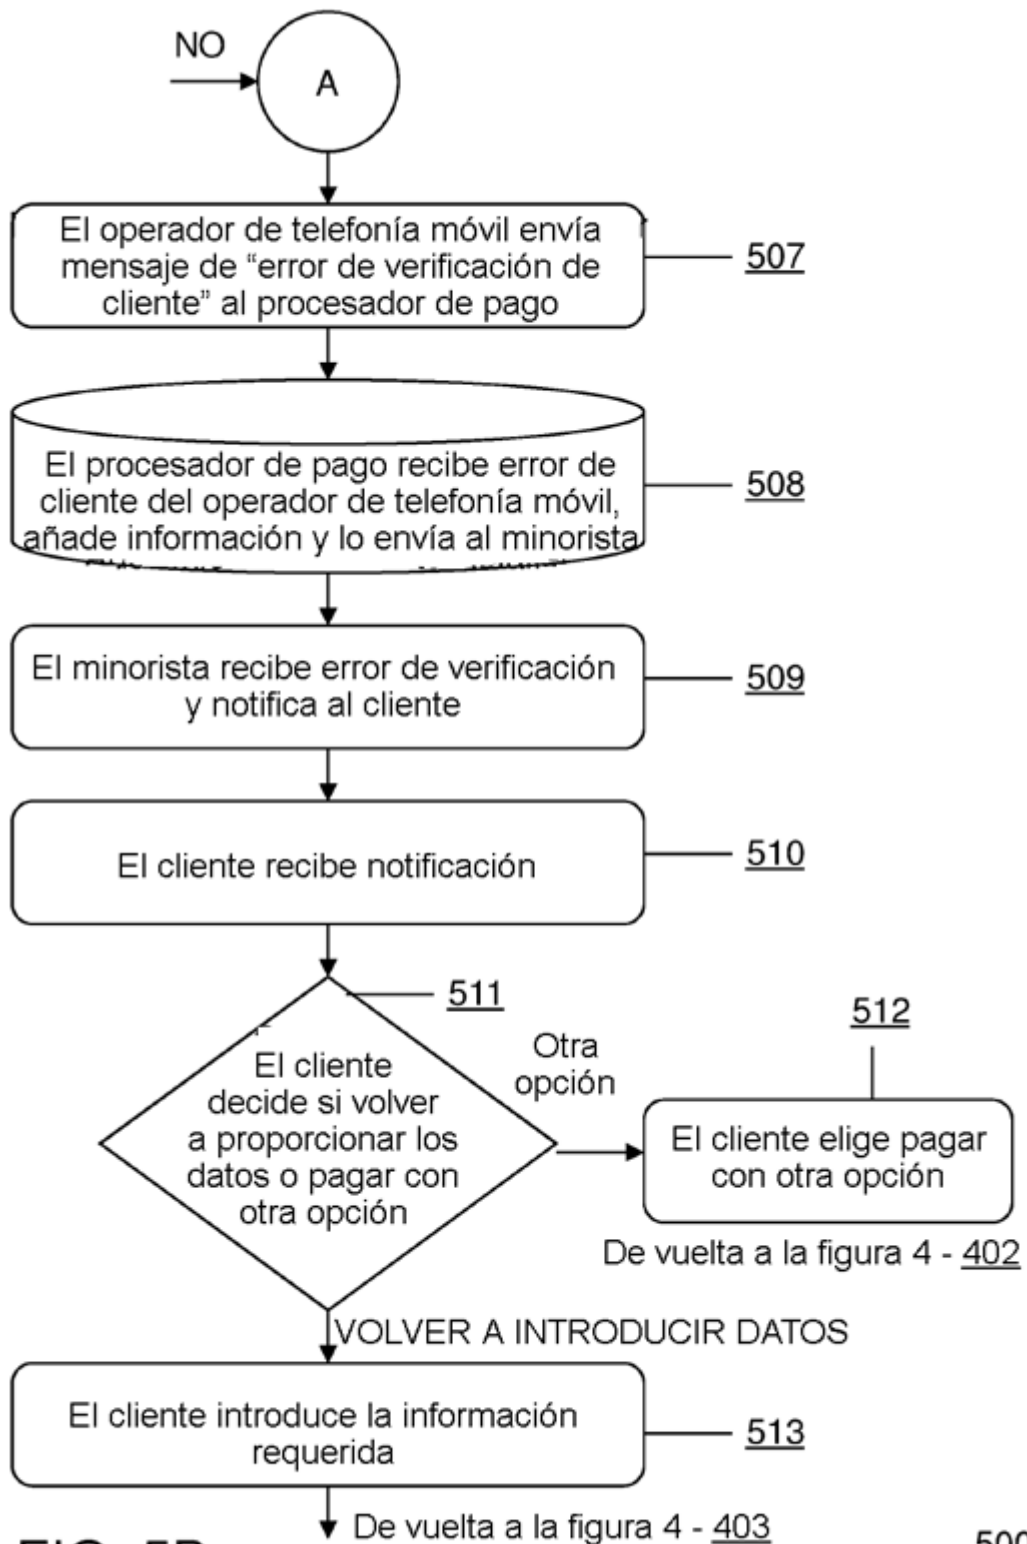 NO
A
El operador de telefonía móvil envía
mensaje de “error de verificación de
cliente” al procesador de pago
507
El procesador de pago recibe error de
cliente del operador de telefonía móvil,
añade información y lo envía al minorista
508
El minorista recibe error de verificación
y notifica al cliente
509
El cliente recibe notificación
510
511
El cliente
decide si volver
a proporcionar los
datos o pagar con
otra opción
Otra
opción
512
El cliente elige pagar
con otra opción
De vuelta a la figura 4 - 402
VOLVER A INTRODUCIR DATOS
El cliente introduce la información
requerida
513
De vuelta a la figura 4 - 403